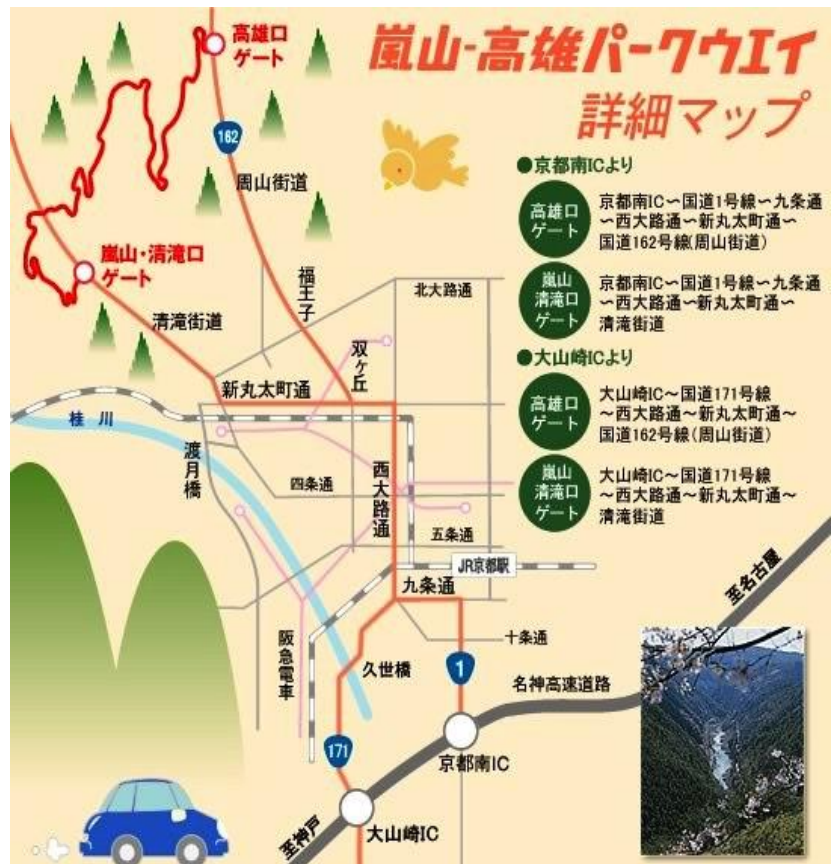 嵐山-高雄パークウエイ
詳細マップ
高雄口
ゲート
162
周山街道
嵐山・清滝口
ゲート
清滝街道
福王子
北大路通
双ヶ丘
新丸太町通
桂川
渡月橋
四条通
西大路通
五条通
JR京都駅
九条通
阪急電車
久世橋
十条通
1
171
名神高速道路
至名古屋
京都南IC
大山崎IC
至神戸
●京都南ICより
高雄口
ゲート
京都南IC〜国道1号線〜九条通
〜西大路通〜新丸太町通〜
国道162号線(周山街道)
嵐山
清滝口
ゲート
京都南IC〜国道1号線〜九条通
〜西大路通〜新丸太町通〜
清滝街道
●大山崎ICより
高雄口
ゲート
大山崎IC〜国道171号線
〜西大路通〜新丸太町通〜
国道162号線(周山街道)
嵐山
清滝口
ゲート
大山崎IC〜国道171号線
〜西大路通〜新丸太町通〜
清滝街道